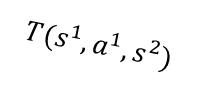 T(s¹, a¹, s²)